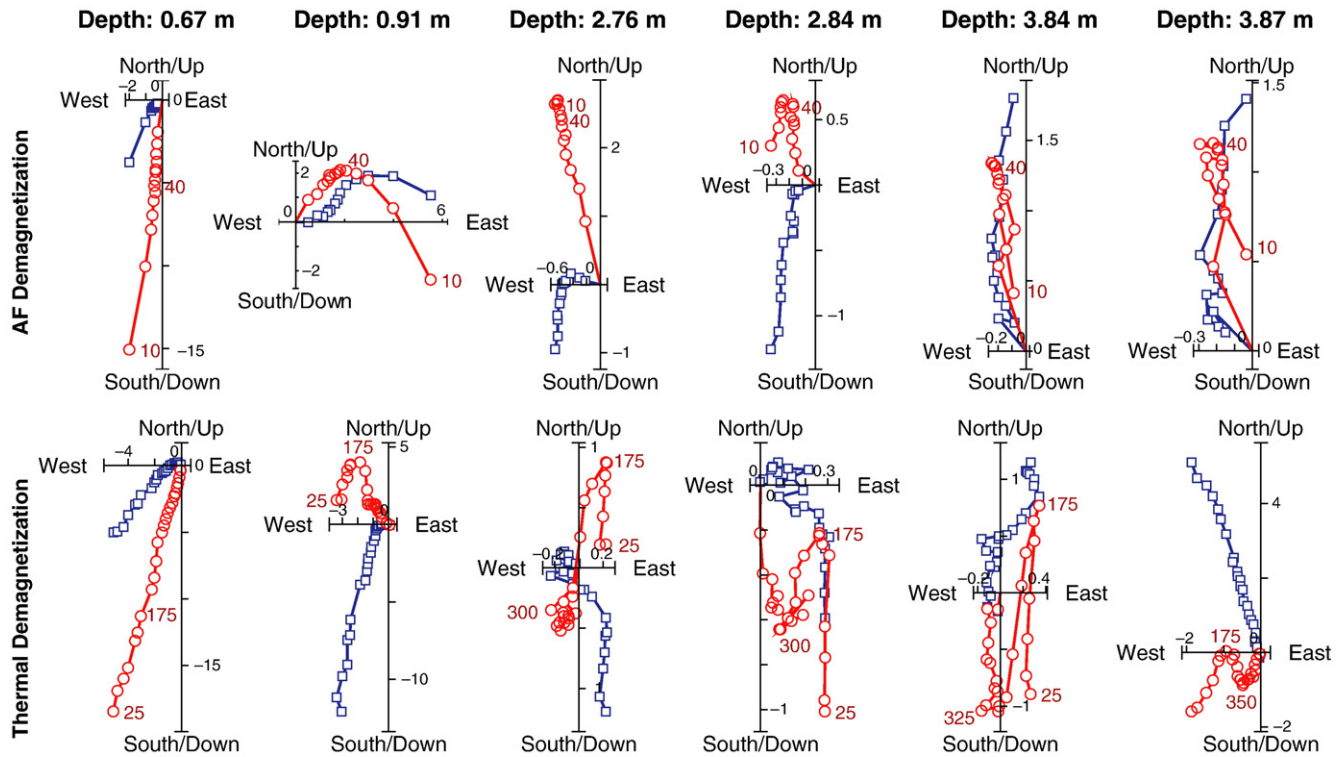 Depth: 0.67 m
Depth: 0.91 m
Depth: 2.76 m
Depth: 2.84 m
Depth: 3.84 m
Depth: 3.87 m
AF Demagnetization
North/Up
−2 0
West 0 East
40
10 −15
South/Down
North/Up
2 40
0 6
West East
−2 10
South/Down
North/Up
10
40
2
−0.6 0
West East
−1
South/Down
North/Up
40 0.5
10
−0.3 0
West East
−1
South/Down
North/Up
1.5
40
10
−0.2 0
West 0 East
South/Down
North/Up
1.5
40
10
−0.3 0
West 0 East
South/Down
Thermal Demagnetization
North/Up
−4 0
West 0 East
175
−15
25
South/Down
North/Up
175 5
25 −3 0
West East
−10
South/Down
North/Up
1 175
25
−0.2 0.2
West East
300
1
South/Down
North/Up
0 0.3
West East
0
175
300
−1 25
South/Down
North/Up
1
175
−0.2 0.4
West East
325 −1 25
South/Down
North/Up
4
−2 175 0
West East
350
−2
South/Down